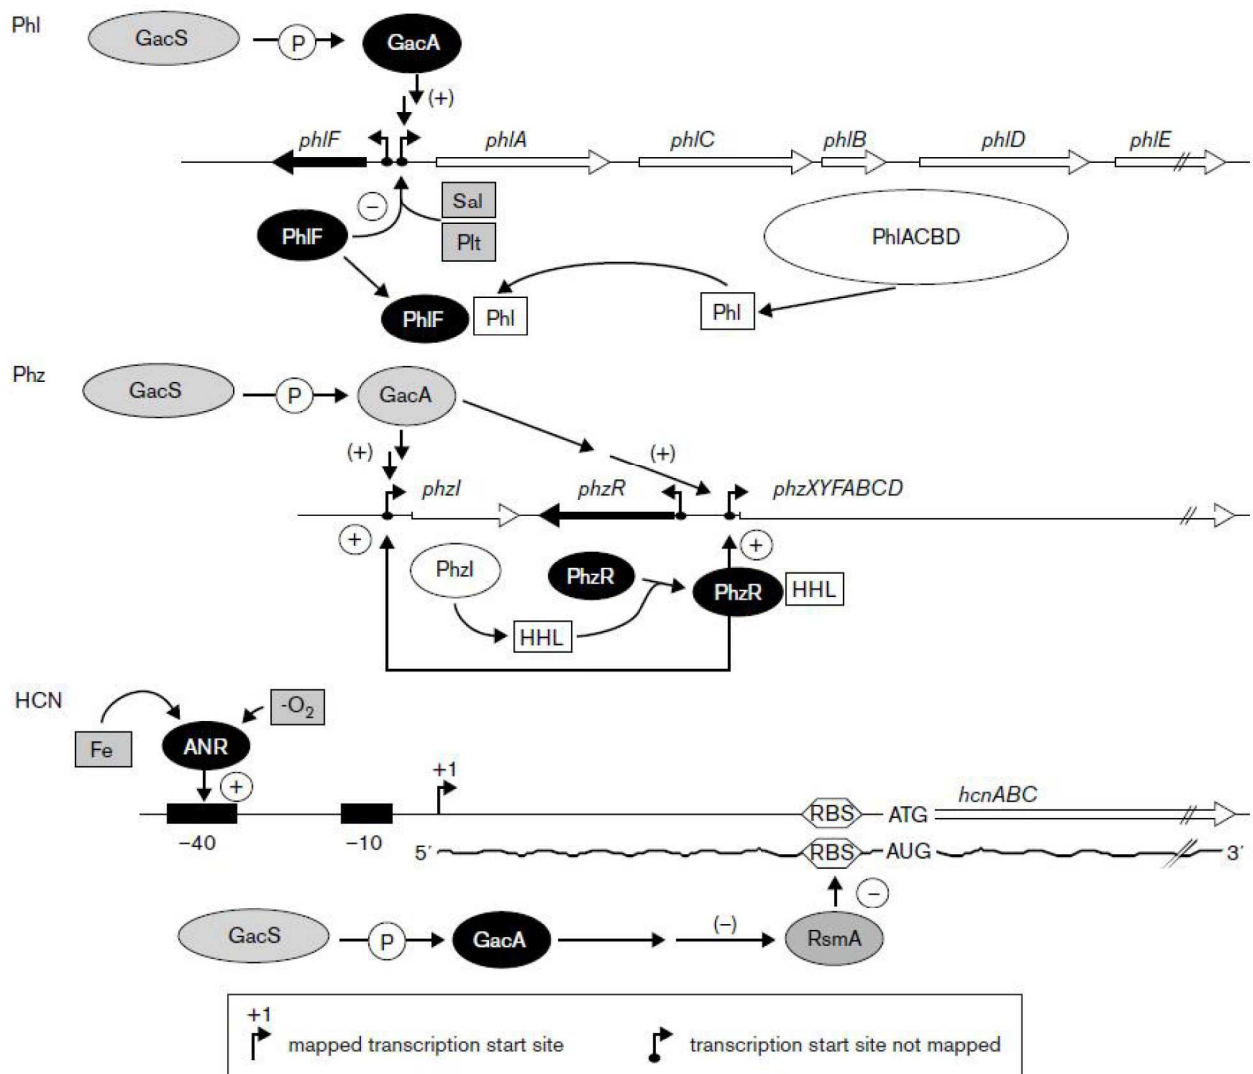 Phl
GacS
P
GacA
(+)
phlF
phlA
phlC
phlB
phlD
phlE
−
Sal
Plt
PhlF
PhlACBD
PhlF
Phl
Phl
Phz
GacS
P
GacA
(+)
(+)
phzI
phzR
phzXYFABCD
+
+
PhzI
PhzR
PhzR
HHL
HHL
HCN
-O2
Fe
ANR
+
+1
hcnABC
RBS
ATG
−40
−10
5′
RBS
AUG
3′
−
GacS
P
GacA
(−)
RsmA
+1
mapped transcription start site
transcription start site not mapped